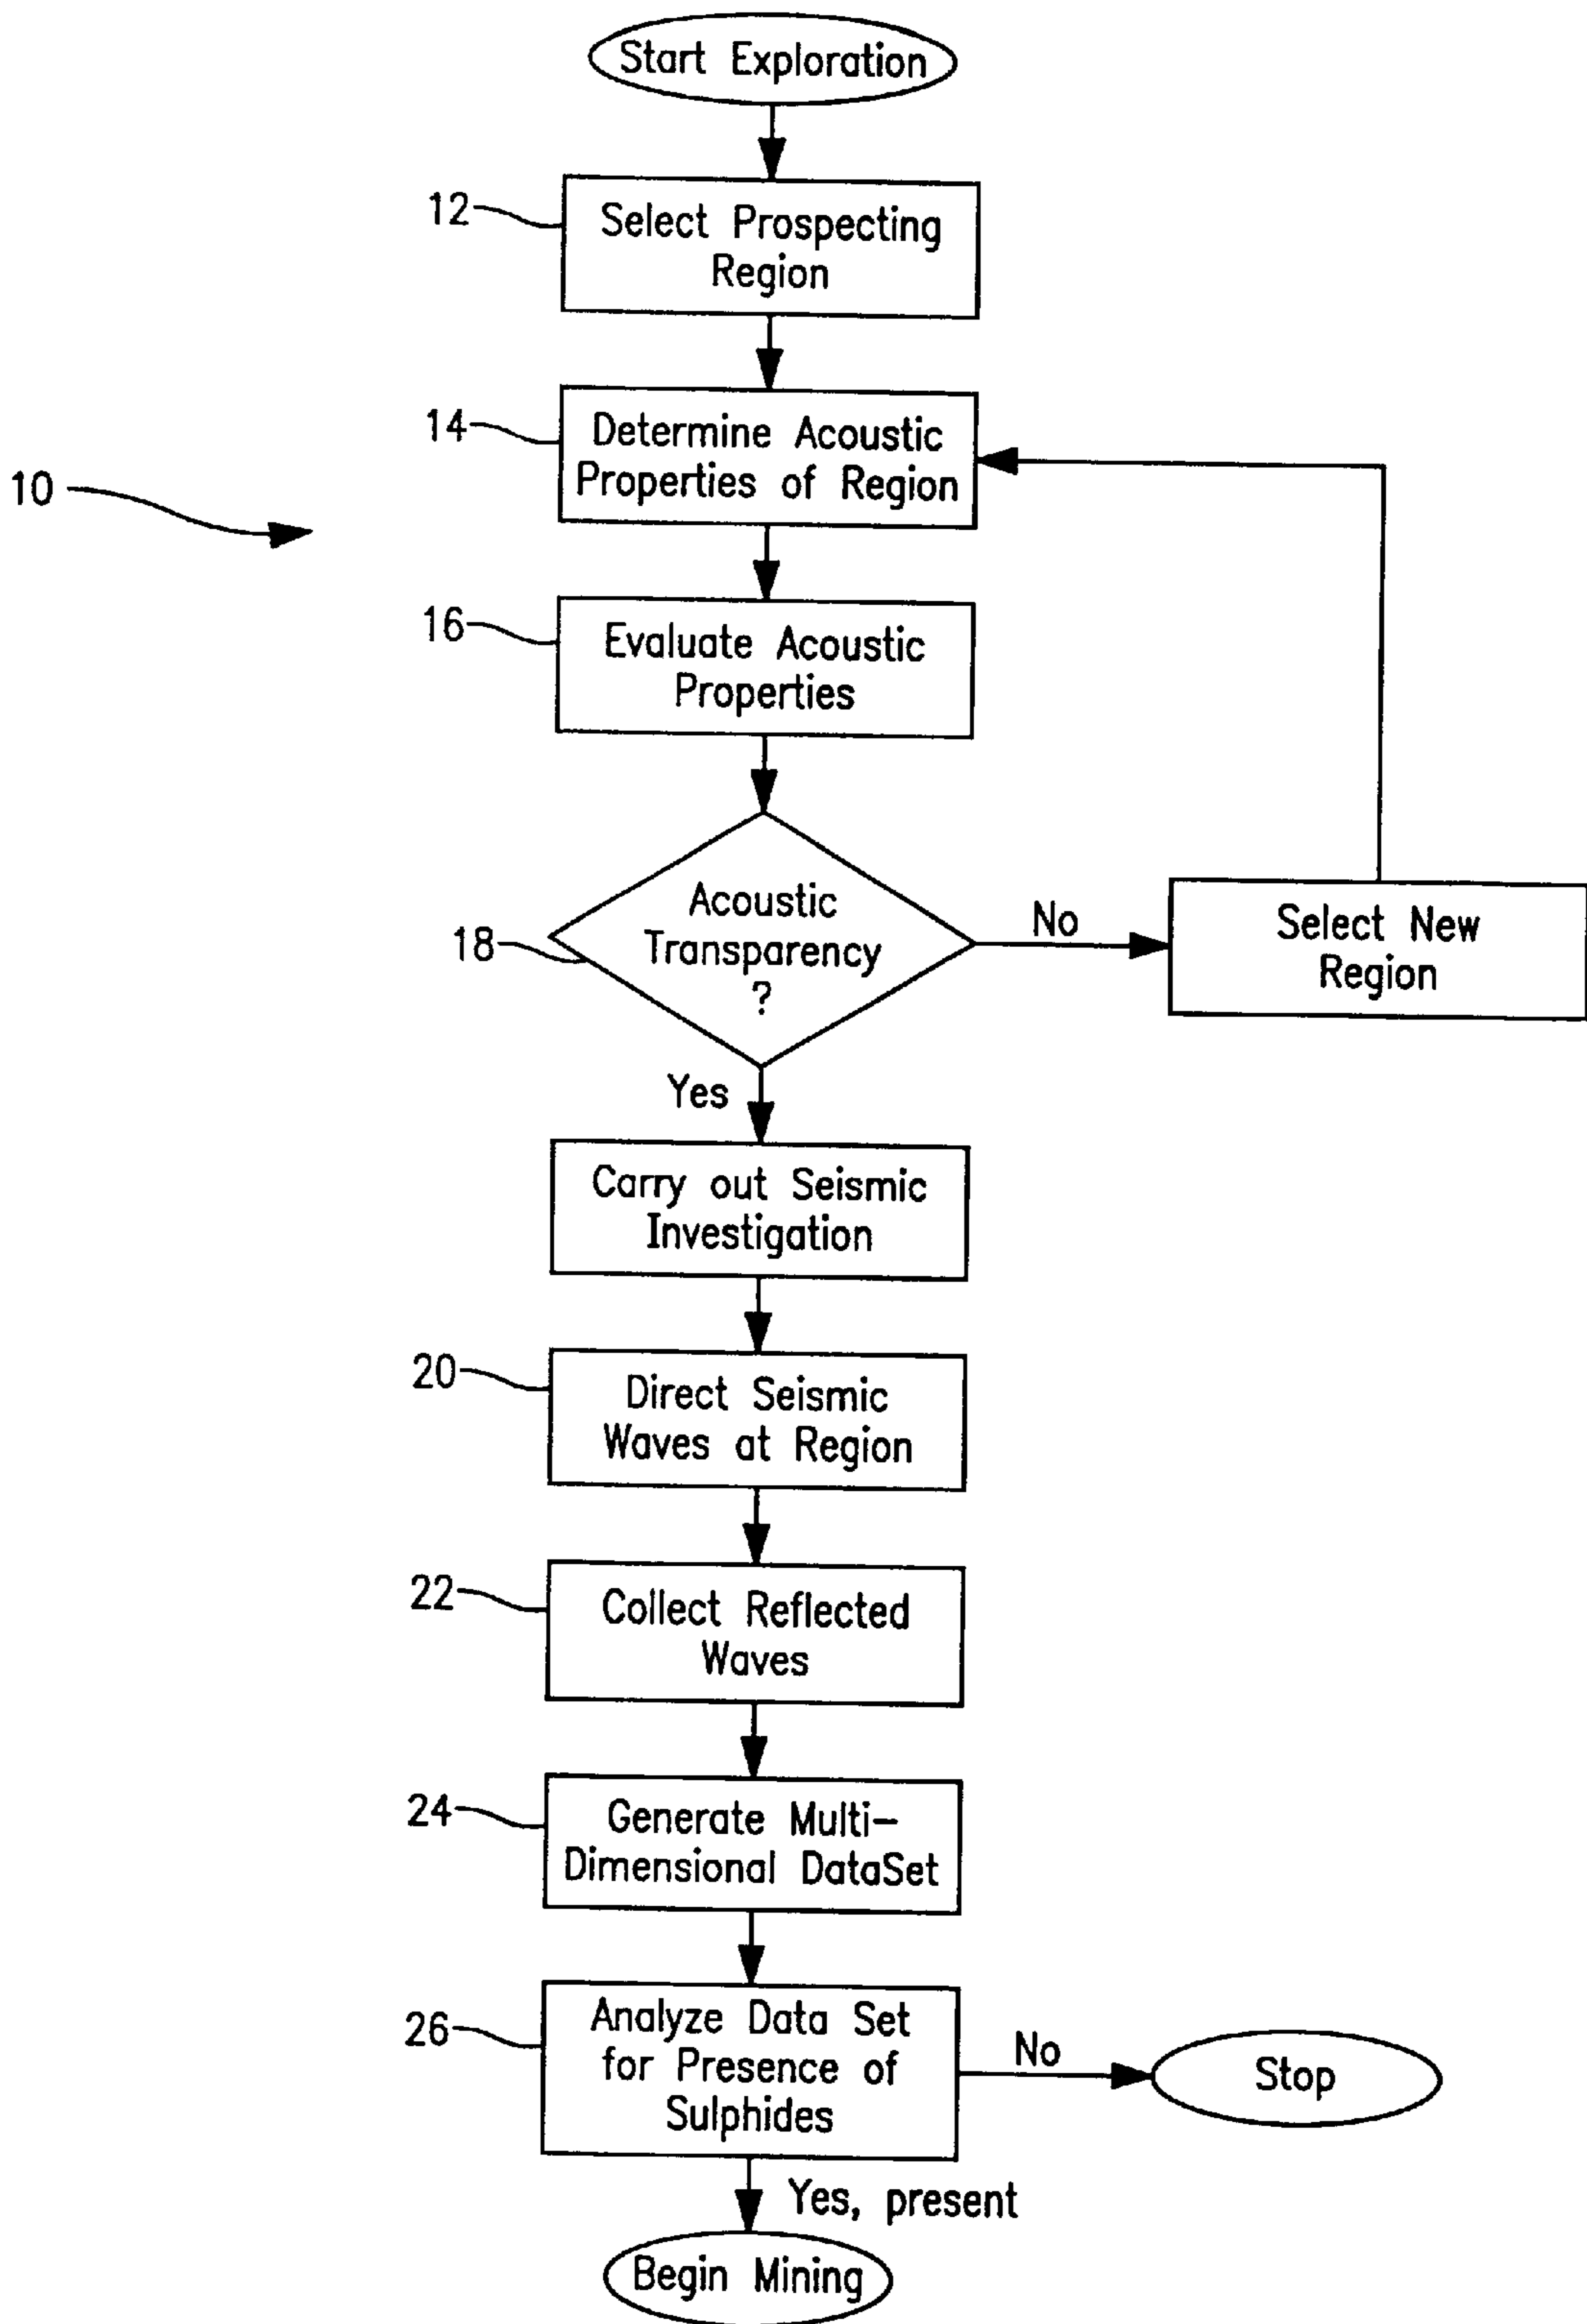 Start Exploration
12
Select Prospecting
Region
14
Determine Acoustic
Properties of Region
10
16
Evaluate Acoustic
Properties
18
Acoustic
Transparency
?
No
Select New
Region
Yes
Carry out Seismic
Investigation
20
Direct Seismic
Waves at Region
22
Collect Reflected
Waves
24
Generate Multi-
Dimensional DataSet
26
Analyze Data Set
for Presence of
Sulphides
No
Stop
Yes, present
Begin Mining